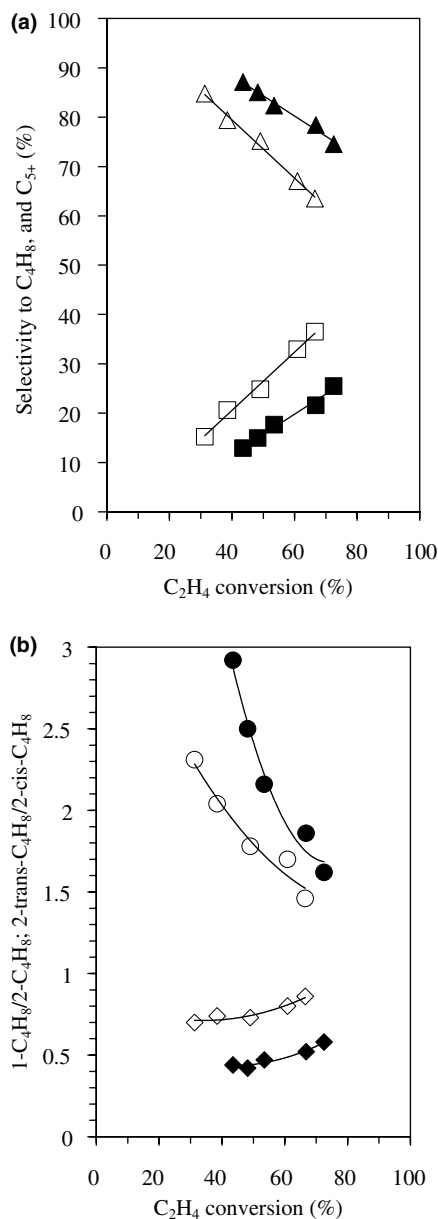 (a)
100
90
80
70
60
50
40
30
20
10
0
Selectivity to C₄H₈, and C₅₊ (%)
0 20 40 60 80 100
C₂H₄ conversion (%)
(b)
3
2.5
2
1.5
1
0.5
0
1-C₄H₈/2-C₄H₈; 2-trans-C₄H₈/2-cis-C₄H₈
0 20 40 60 80 100
C₂H₄ conversion (%)